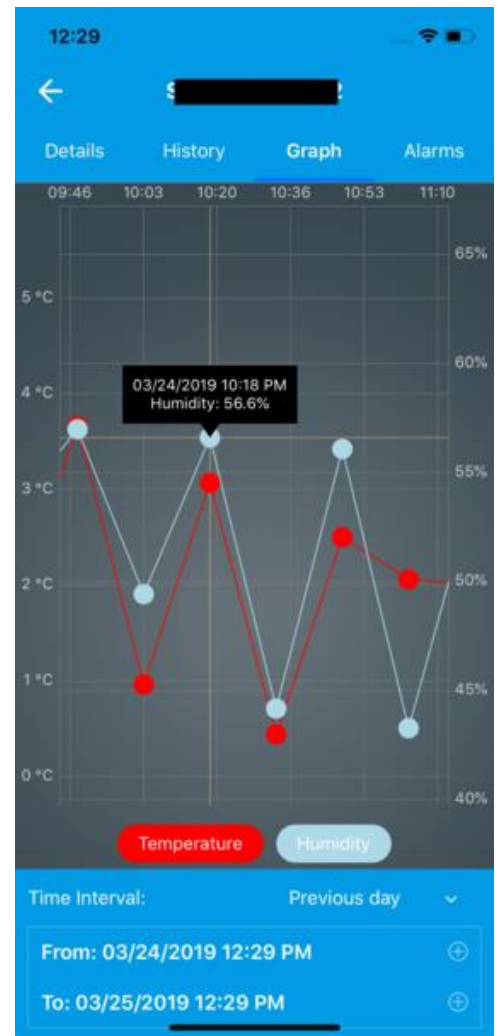 12:29
Details History Graph Alarms
09:46 10:03 10:20 10:36 10:53 11:10
65%
5 °C
60%
03/24/2019 10:18 PM
4 °C
Humidity: 56.6%
55%
3 °C
2 °C
50%
1 °C
45%
0 °C
40%
Temperature Humidity
Time Interval: Previous day
From: 03/24/2019 12:29 PM
To: 03/25/2019 12:29 PM